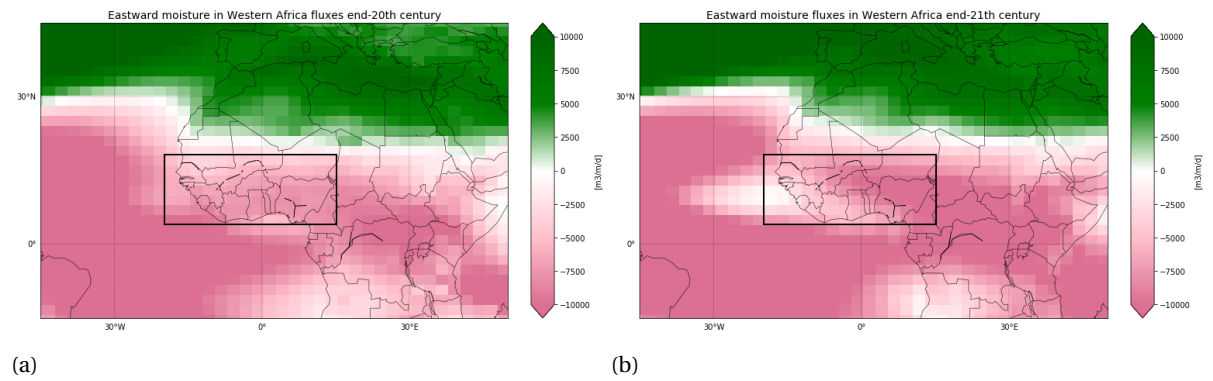 Eastward moisture in Western Africa fluxes end-20th century
10000
7500
5000
2500
0
−2500
−5000
−7500
−10000
[m3/m/d]
30°N
0°
30°W
0°
30°E
(a)
Eastward moisture fluxes in Western Africa end-21th century
10000
7500
5000
2500
0
−2500
−5000
−7500
−10000
[m3/m/d]
30°N
0°
30°W
0°
30°E
(b)